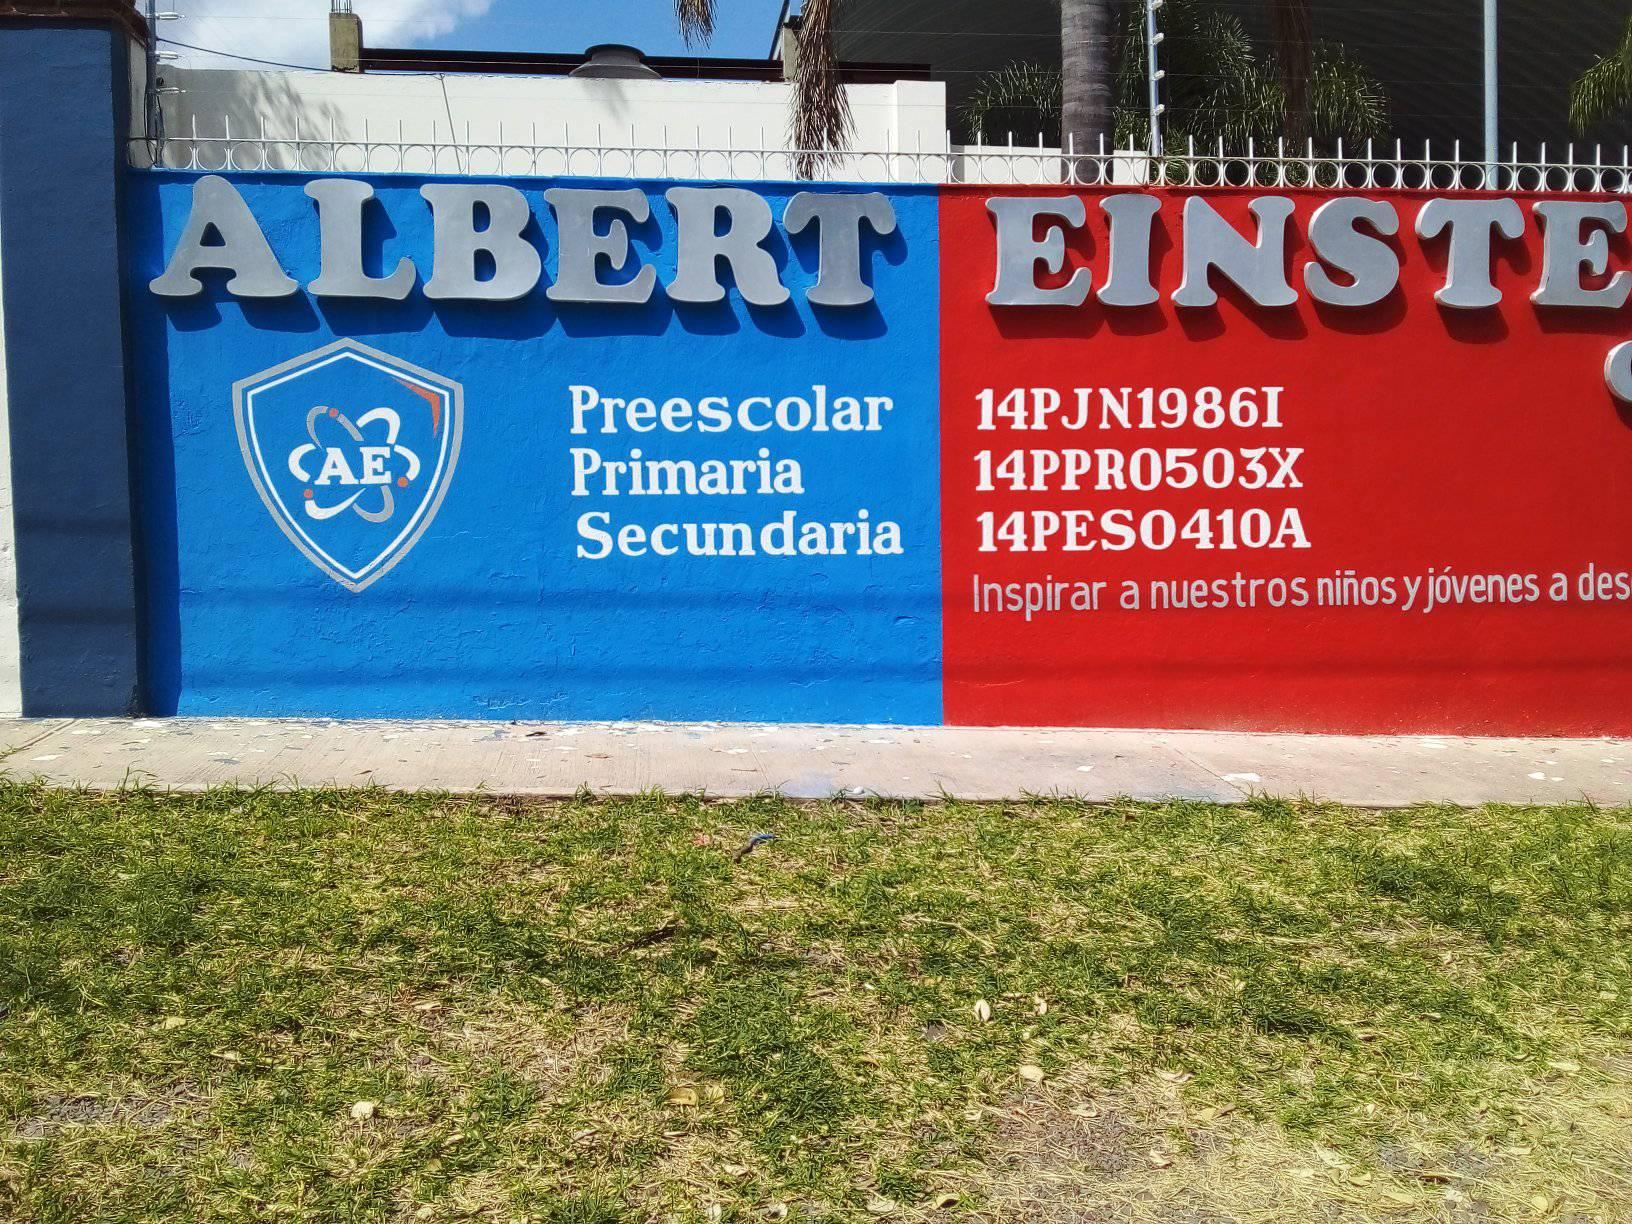 ALBERT EINSTE
AE
Preescolar 14PJN1986I
Primaria 14PPR0503X
Secundaria 14PES0410A
Inspirar a nuestros niños y jóvenes a des